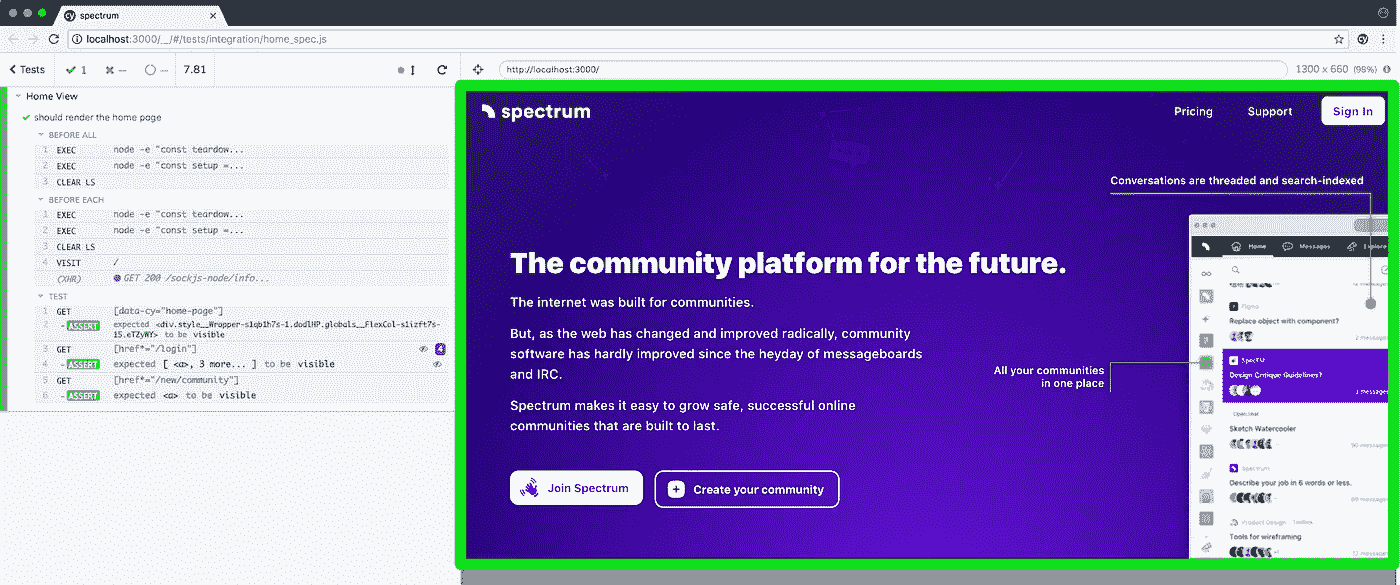 spectrum
localhost:3000/__/#/tests/integration/home_spec.js
Tests 1 -- -- 7.81
http://localhost:3000/ 1300 x 660 (98%)
Home View
should render the home page
BEFORE ALL
1 EXEC node -e "const teardow...
2 EXEC node -e "const setup =...
3 CLEAR LS
BEFORE EACH
1 EXEC node -e "const teardow...
2 EXEC node -e "const setup =...
3 CLEAR LS
4 VISIT /
(XHR) GET 200 /sockjs-node/info...
TEST
1 GET [data-cy="home-page"]
2 - ASSERT expected <div.style__Wrapper-s1qb1h7s-1.dodlHP.globals__FlexCol-s1izft7s-
15.eTZyWY> to be visible
3 GET [href*="/login"] 4
4 - ASSERT expected [ <a>, 3 more... ] to be visible
5 GET [href*="/new/community"]
6 - ASSERT expected <a> to be visible
spectrum
Pricing Support Sign In
Conversations are threaded and search-indexed
The community platform for the future.
The internet was built for communities.
But, as the web has changed and improved radically, community
software has hardly improved since the heyday of messageboards
and IRC.
Spectrum makes it easy to grow safe, successful online
communities that are built to last.
Join Spectrum
Create your community
All your communities
in one place
Home Messages Explore
Figma
Replace object with component?
2 messages
Design Critique Guidelines?
Sketch Watercooler
Spectrum
Describe your job in 6 words or less.
Product Design
Tools for wireframing